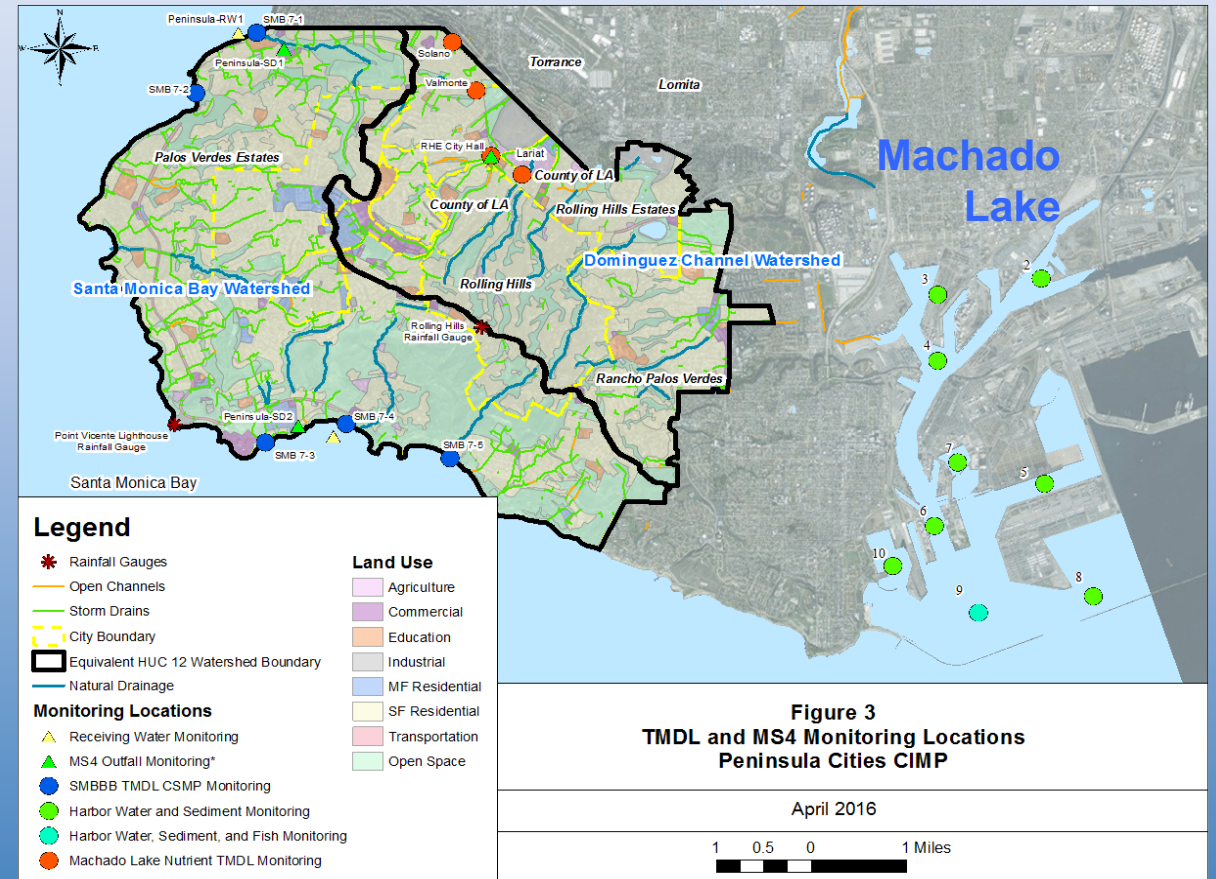 N
W
E
S
Peninsula-RW1
SMB 7-1
Peninsula-SD1
SMB 7-2
Solano
Torrance
Valmonte
Lomita
RHE City Hall
Lariat
Palos Verdes Estates
County of LA
County of LA
Rolling Hills Estates
Machado
Lake
Dominguez Channel Watershed
Santa Monica Bay Watershed
Rolling Hills
Rolling Hills
Rainfall Gauge
Rancho Palos Verdes
Peninsula-SD2
SMB 7-4
Point Vicente Lighthouse
Rainfall Gauge
SMB 7-3
SMB 7-5
Santa Monica Bay
2
3
4
7
5
6
10
9
8
Legend
Rainfall Gauges
Open Channels
Storm Drains
City Boundary
Equivalent HUC 12 Watershed Boundary
Natural Drainage
Monitoring Locations
Receiving Water Monitoring
MS4 Outfall Monitoring*
SMBBB TMDL CSMP Monitoring
Harbor Water and Sediment Monitoring
Harbor Water, Sediment, and Fish Monitoring
Machado Lake Nutrient TMDL Monitoring
Land Use
Agriculture
Commercial
Education
Industrial
MF Residential
SF Residential
Transportation
Open Space
Figure 3
TMDL and MS4 Monitoring Locations
Peninsula Cities CIMP
April 2016
1 0.5 0 1 Miles